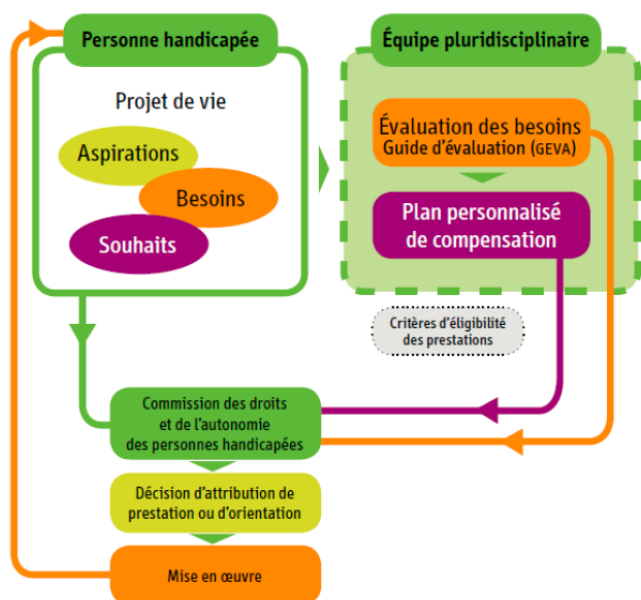 Personne handicapée
Projet de vie
Aspirations
Besoins
Souhaits
Équipe pluridisciplinaire
Évaluation des besoins
Guide d'évaluation (GEVA)
Plan personnalisé
de compensation
Critères d'éligibilité
des prestations
Commission des droits
et de l'autonomie
des personnes handicapées
Décision d'attribution de
prestation ou d'orientation
Mise en œuvre